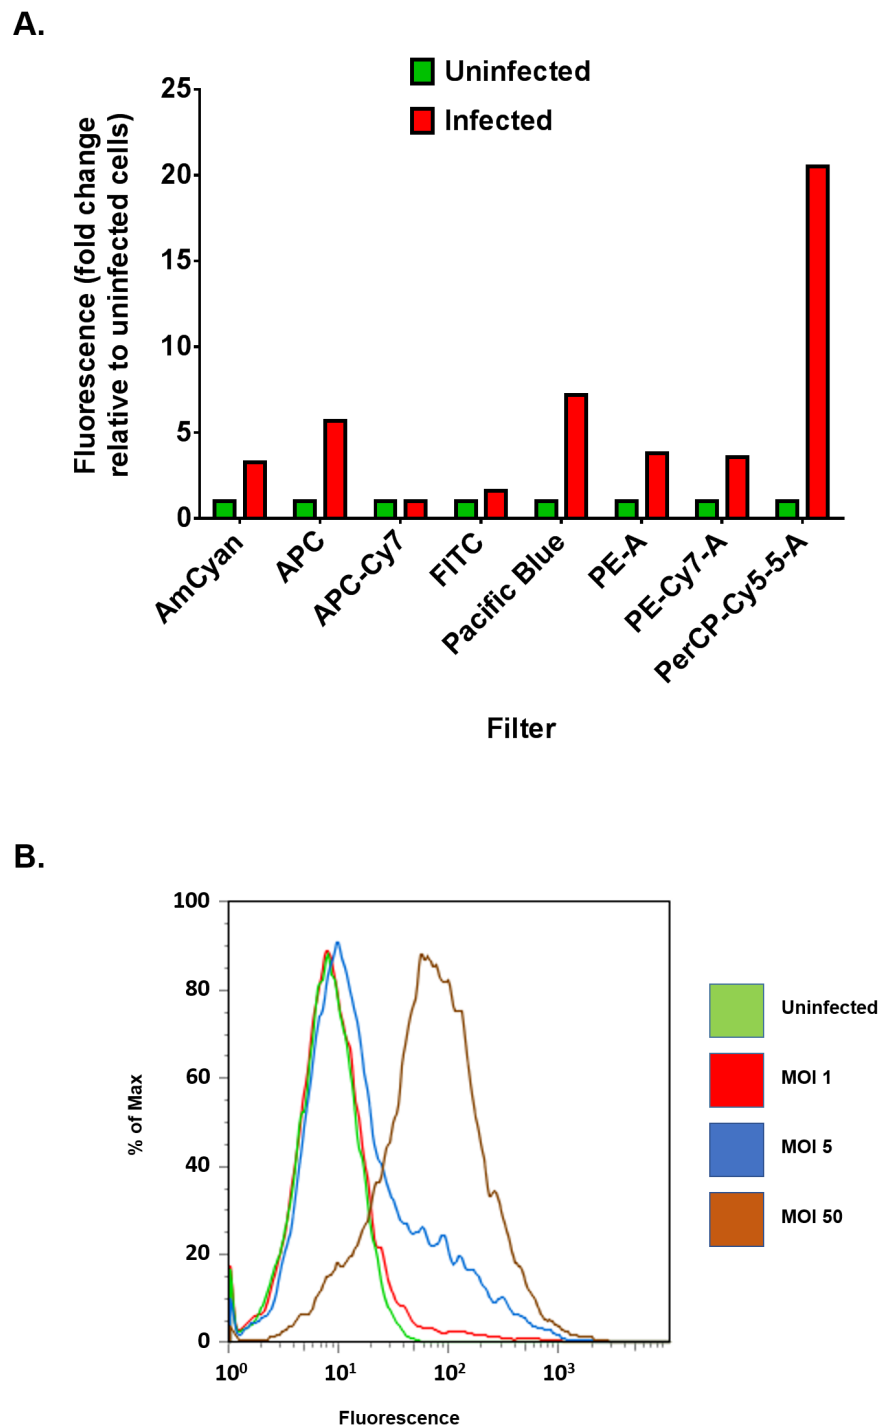 A.
Uninfected
Infected
Fluorescence (fold change
relative to uninfected cells)
25
20
15
10
5
0
AmCyan
APC
APC-Cy7
FITC
Pacific Blue
PE-A
PE-Cy7-A
PerCP-Cy5-5-A
Filter
B.
% of Max
100
80
60
40
20
0
10⁰ 10¹ 10² 10³
Fluorescence
Uninfected
MOI 1
MOI 5
MOI 50